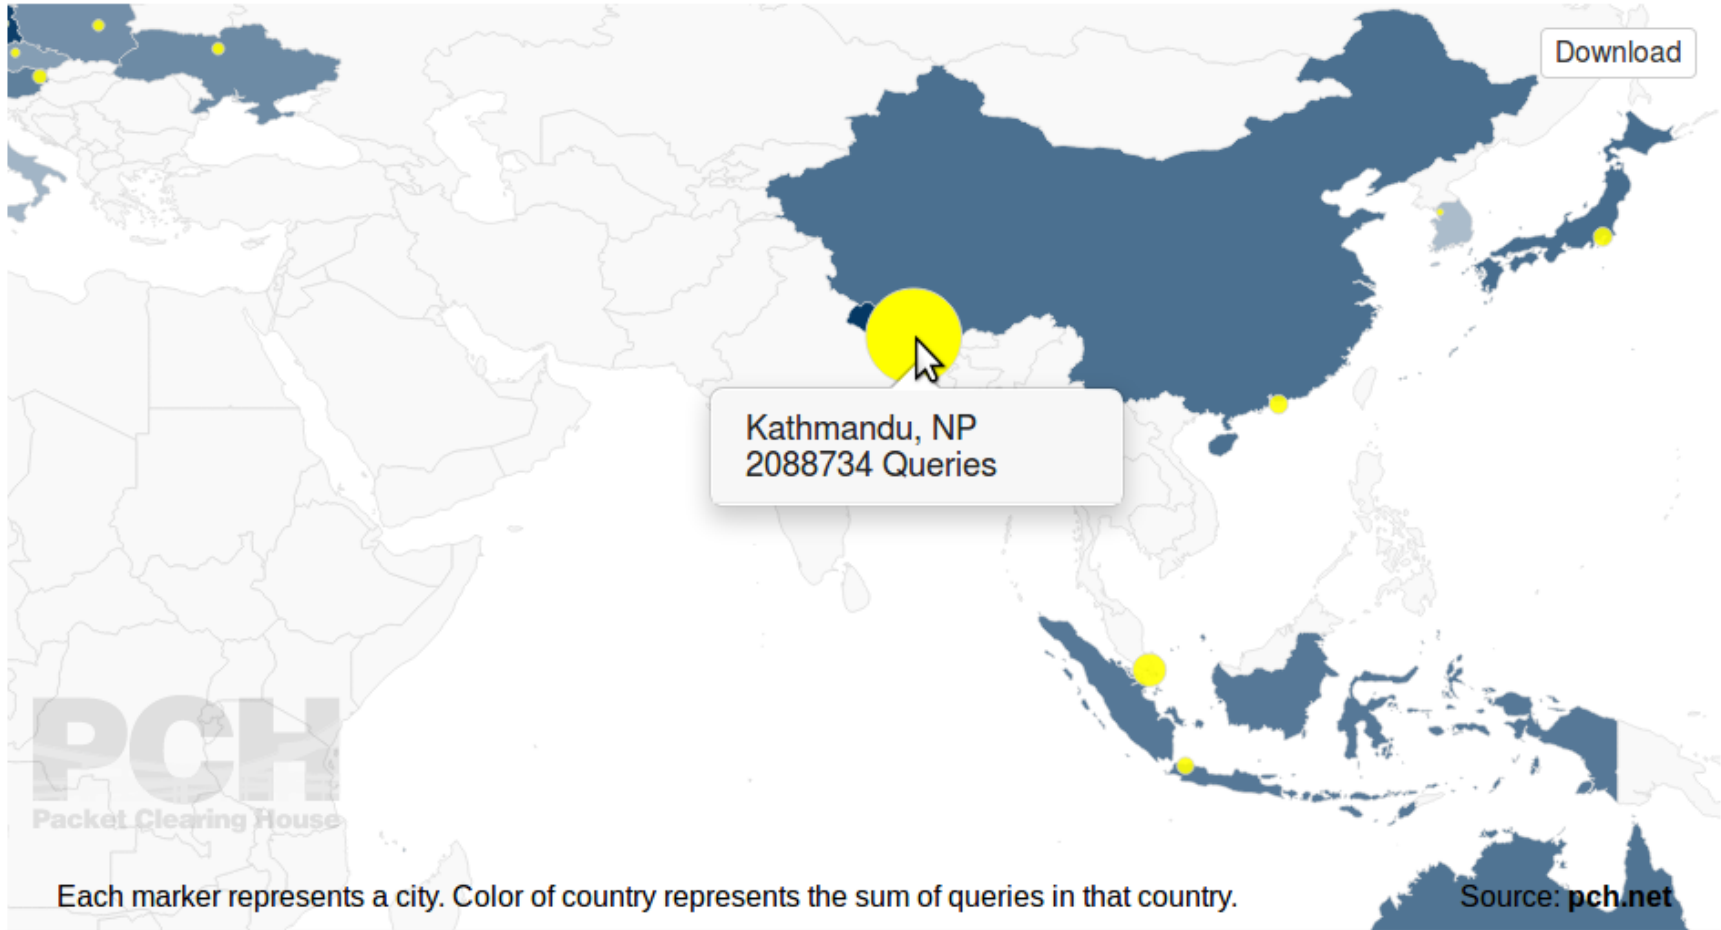 Download
Kathmandu, NP
2088734 Queries
PCH
Packet Clearing House
Each marker represents a city. Color of country represents the sum of queries in that country.
Source: pch.net